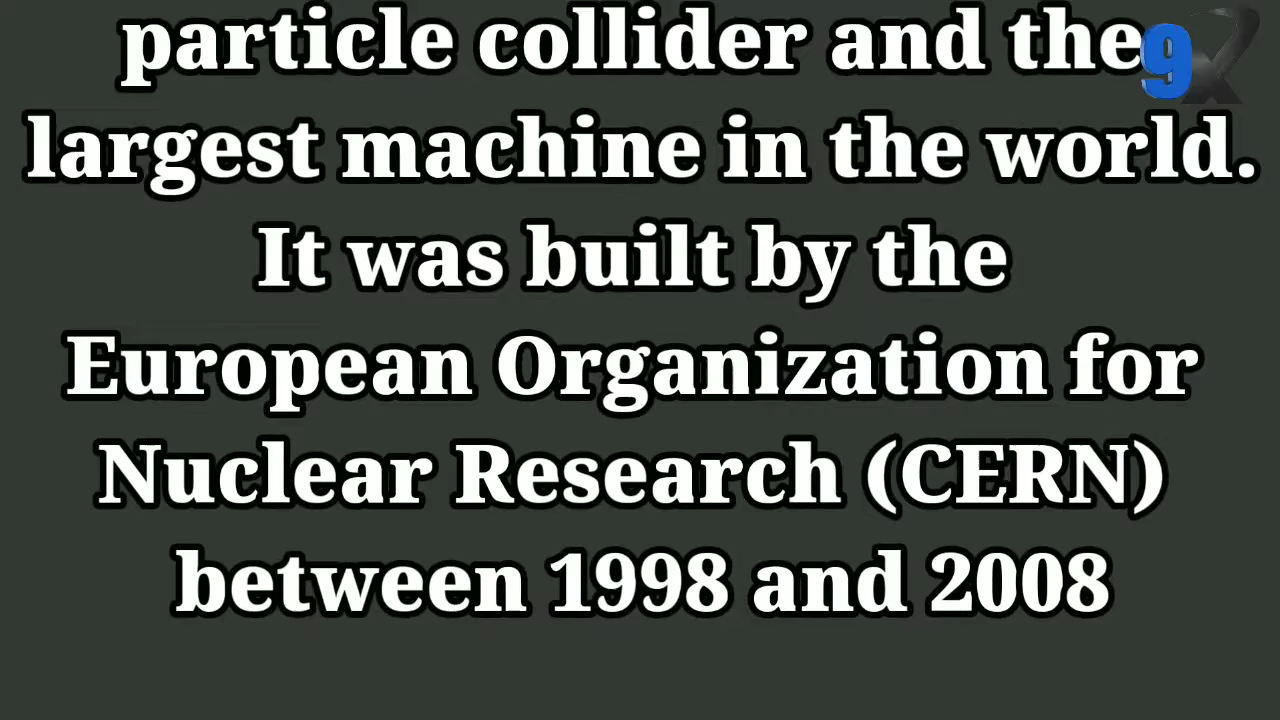 particle collider and the
9X
largest machine in the world.
It was built by the
European Organization for
Nuclear Research (CERN)
between 1998 and 2008